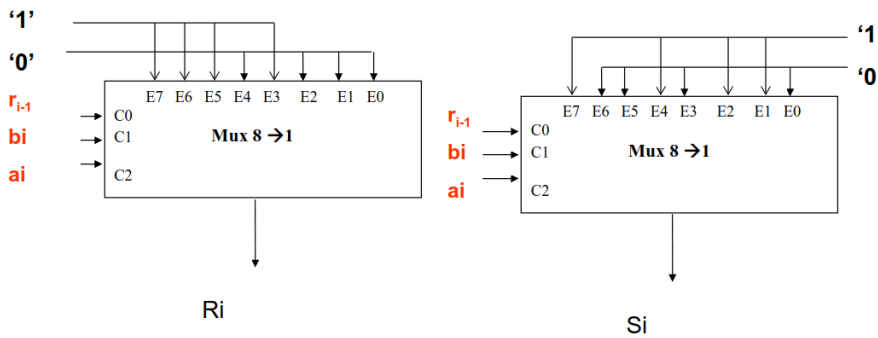 ‘1’
‘0’
r i-1
bi
ai
E7 E6 E5 E4 E3 E2 E1 E0
C0
C1
C2
Mux 8 →1
Ri
‘1
‘0
r i-1
bi
ai
E7 E6 E5 E4 E3 E2 E1 E0
C0
C1
C2
Mux 8 →1
Si